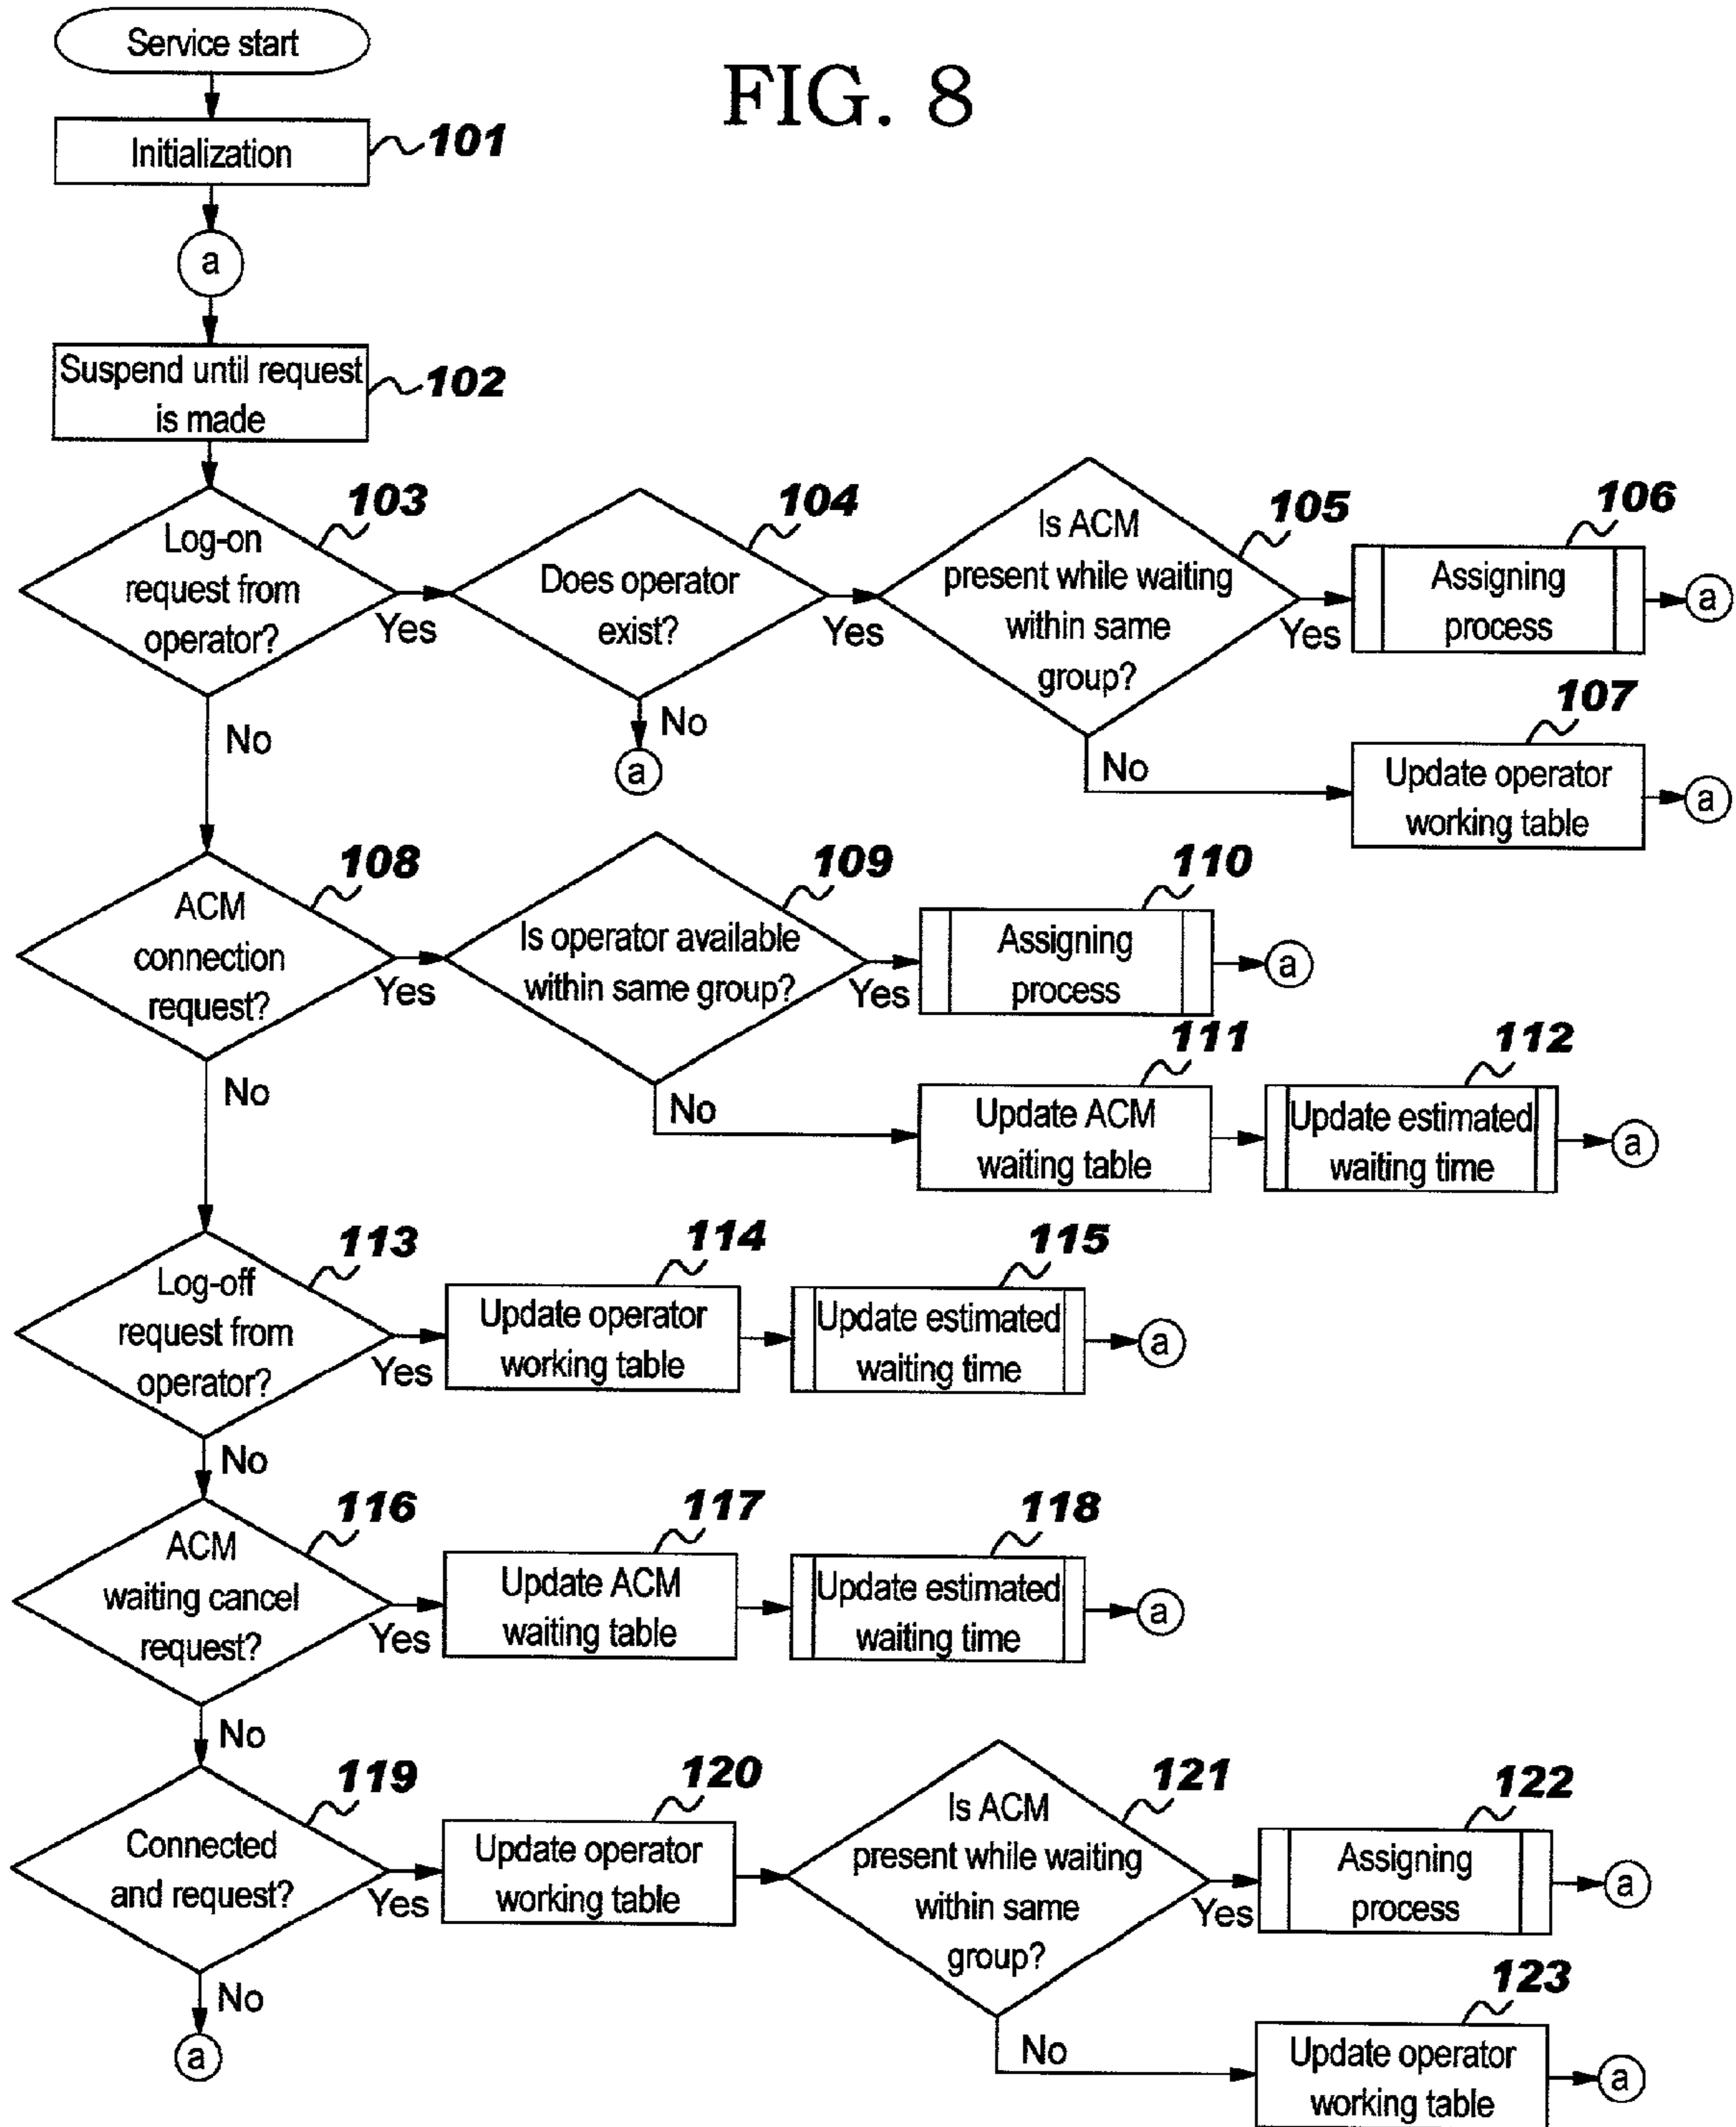 FIG. 8
Service start
Initialization
101
a
Suspend until request
is made
102
103
Log-on
request from
operator?
Yes
No
104
Does operator
exist?
Yes
No
a
105
Is ACM
present while waiting
within same
group?
Yes
No
106
Assigning
process
a
107
Update operator
working table
a
108
ACM
connection
request?
Yes
No
109
Is operator available
within same group?
Yes
No
110
Assigning
process
a
111
Update ACM
waiting table
112
Update estimated
waiting time
a
113
Log-off
request from
operator?
Yes
No
114
Update operator
working table
115
Update estimated
waiting time
a
116
ACM
waiting cancel
request?
Yes
No
117
Update ACM
waiting table
118
Update estimated
waiting time
a
119
Connected
and request?
Yes
No
a
120
Update operator
working table
121
Is ACM
present while waiting
within same
group?
Yes
No
122
Assigning
process
a
123
Update operator
working table
a